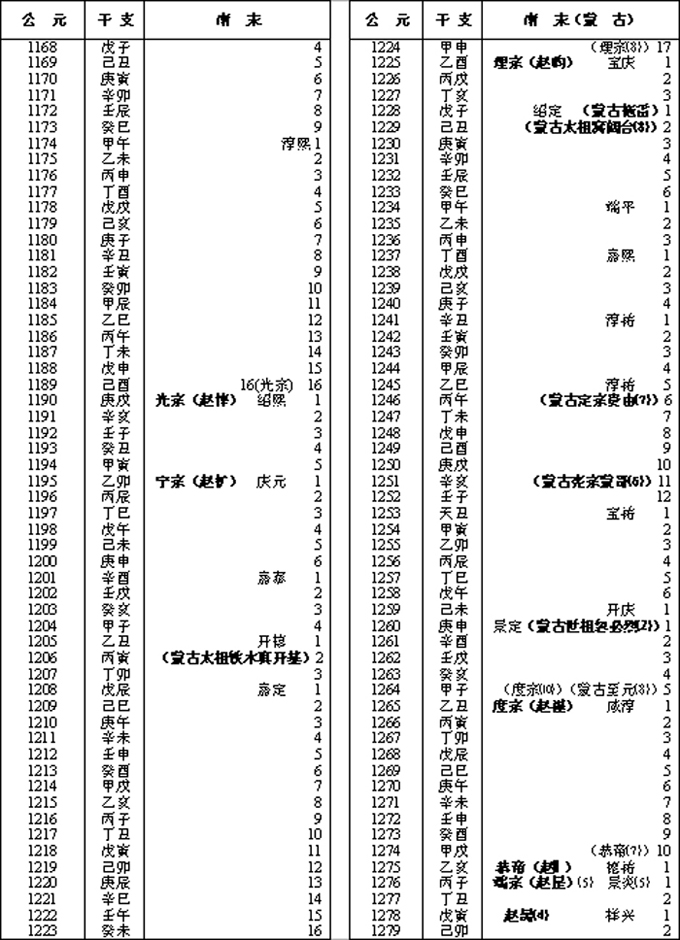 公 元 干 支 南 宋
1168 戊子 4
1169 己丑 5
1170 庚寅 6
1171 辛卯 7
1172 壬辰 8
1173 癸巳 9
1174 甲午 淳熙 1
1175 乙未 2
1176 丙申 3
1177 丁酉 4
1178 戊戌 5
1179 己亥 6
1180 庚子 7
1181 辛丑 8
1182 壬寅 9
1183 癸卯 10
1184 甲辰 11
1185 乙巳 12
1186 丙午 13
1187 丁未 14
1188 戊申 15
1189 己酉 16(光宗) 16
1190 庚戌 光宗（赵惇） 绍熙 1
1191 辛亥 2
1192 壬子 3
1193 癸丑 4
1194 甲寅 5
1195 乙卯 宁宗（赵扩） 庆元 1
1196 丙辰 2
1197 丁巳 3
1198 戊午 4
1199 己未 5
1200 庚申 6
1201 辛酉 嘉泰 1
1202 壬戌 2
1203 癸亥 3
1204 甲子 4
1205 乙丑 开禧 1
1206 丙寅 （蒙古太祖铁木真开基）2
1207 丁卯 3
1208 戊辰 嘉定 1
1209 己巳 2
1210 庚午 3
1211 辛未 4
1212 壬申 5
1213 癸酉 6
1214 甲戌 7
1215 乙亥 8
1216 丙子 9
1217 丁丑 10
1218 戊寅 11
1219 己卯 12
1220 庚辰 13
1221 辛巳 14
1222 壬午 15
1223 癸未 16
公 元 干 支 南 宋（蒙 古）
1224 甲申 （理宗(8)） 17
1225 乙酉 理宗（赵昀） 宝庆 1
1226 丙戌 2
1227 丁亥 3
1228 戊子 绍定 （蒙古拖雷）1
1229 己丑 （蒙古太祖窝阔台(8)）2
1230 庚寅 3
1231 辛卯 4
1232 壬辰 5
1233 癸巳 6
1234 甲午 端平 1
1235 乙未 2
1236 丙申 3
1237 丁酉 嘉熙 1
1238 戊戌 2
1239 己亥 3
1240 庚子 4
1241 辛丑 淳祐 1
1242 壬寅 2
1243 癸卯 3
1244 甲辰 4
1245 乙巳 淳祐 5
1246 丙午 （蒙古定宗贵由(7)）6
1247 丁未 7
1248 戊申 8
1249 己酉 9
1250 庚戌 10
1251 辛亥 （蒙古宪宗蒙哥(6)）11
1252 壬子 12
1253 天丑 宝祐 1
1254 甲寅 2
1255 乙卯 3
1256 丙辰 4
1257 丁巳 5
1258 戊午 6
1259 己未 开庆 1
1260 庚申 景定（蒙古世祖忽必烈(2)）1
1261 辛酉 2
1262 壬戌 3
1263 癸亥 4
1264 甲子 （度宗(10)）（蒙古至元(8)）5
1265 乙丑 度宗（赵禥） 咸淳 1
1266 丙寅 2
1267 丁卯 3
1268 戊辰 4
1269 己巳 5
1270 庚午 6
1271 辛未 7
1272 壬申 8
1273 癸酉 9
1274 甲戌 （恭帝(7)）10
1275 乙亥 恭帝（赵） 祐 1
1276 丙子 端宗（赵昰）(5) 景炎(5) 1
1277 丁丑 2
1278 戊寅 赵昺(4) 祥兴 1
1279 己卯 2